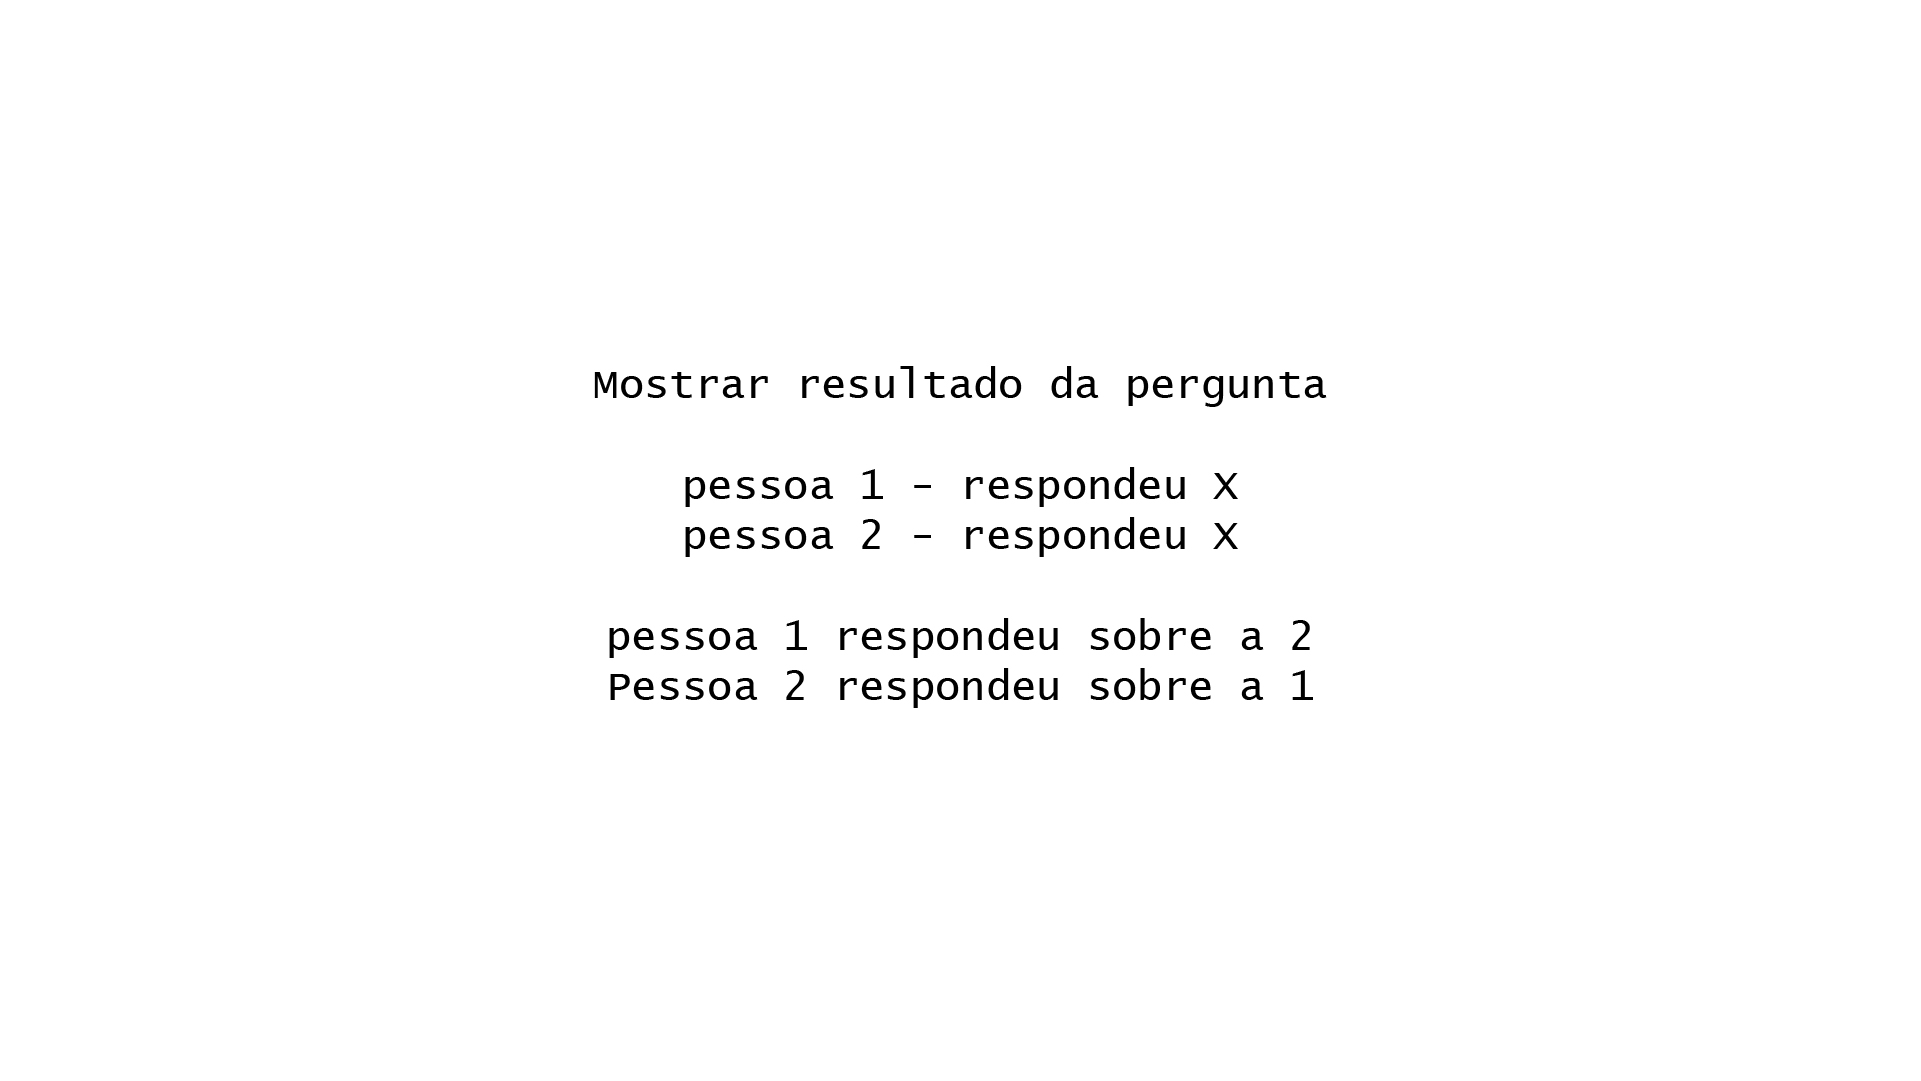 Mostrar resultado da pergunta
pessoa 1 – respondeu X
pessoa 2 – respondeu X
pessoa 1 respondeu sobre a 2
Pessoa 2 respondeu sobre a 1